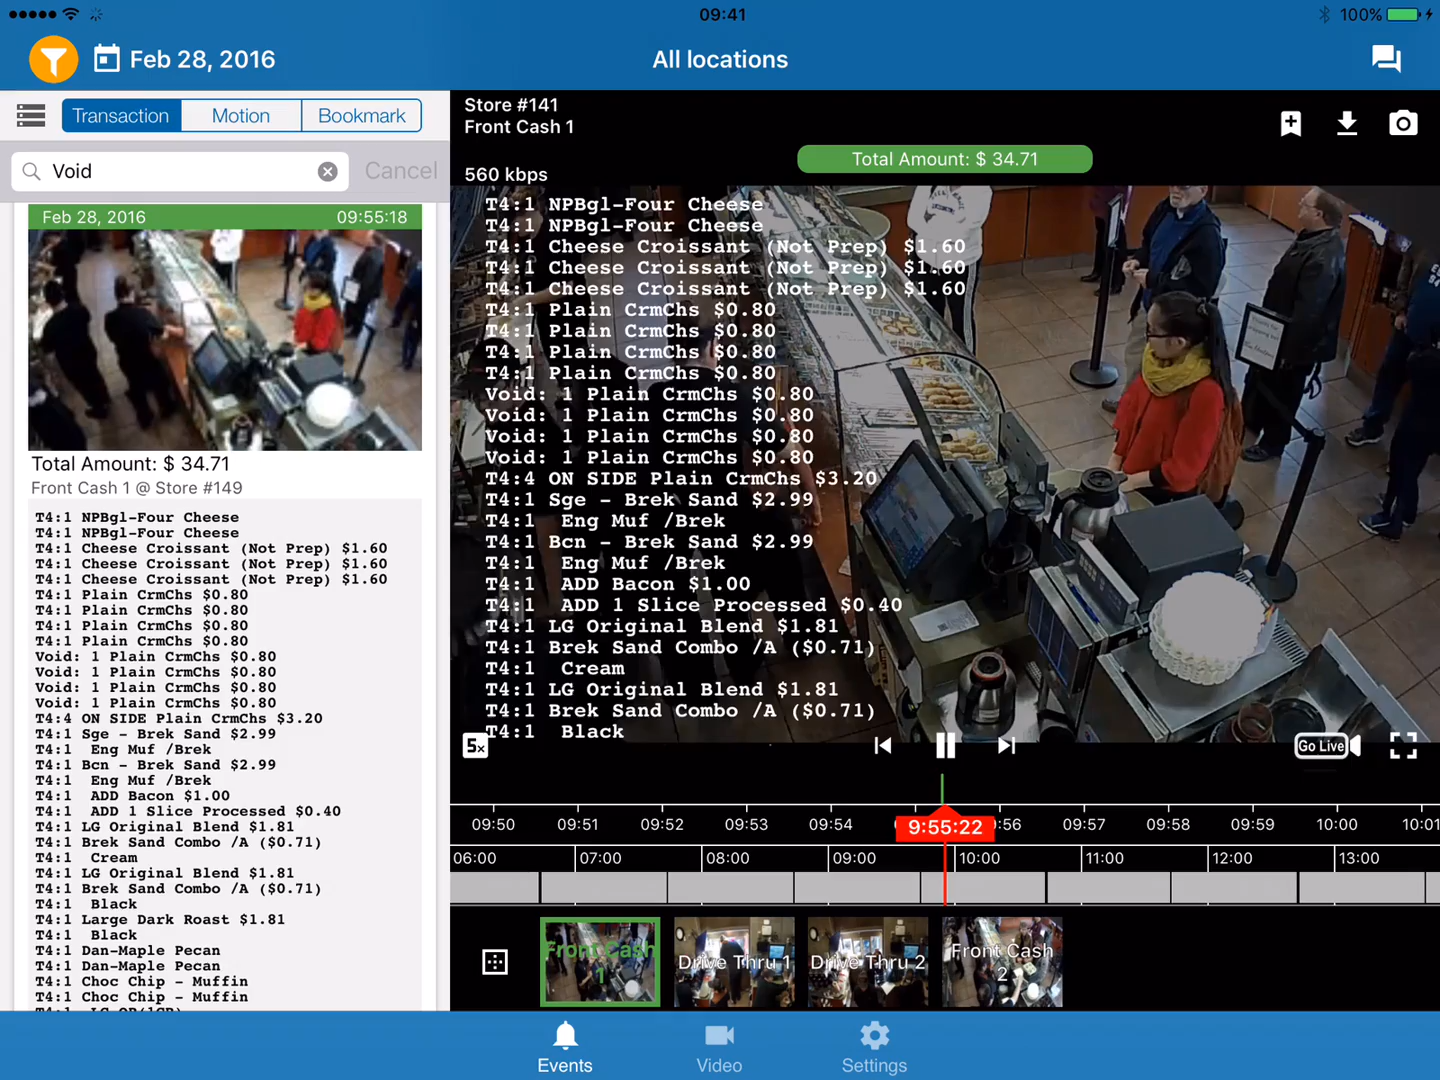 09:41
100%
Feb 28, 2016
All locations
Transaction
Motion
Bookmark
Void
Cancel
Feb 28, 2016
09:55:18
Total Amount: $ 34.71
Front Cash 1 @ Store #149
T4:1 NPBgl-Four Cheese
T4:1 NPBgl-Four Cheese
T4:1 Cheese Croissant (Not Prep) $1.60
T4:1 Cheese Croissant (Not Prep) $1.60
T4:1 Cheese Croissant (Not Prep) $1.60
T4:1 Plain CrmChs $0.80
T4:1 Plain CrmChs $0.80
T4:1 Plain CrmChs $0.80
T4:1 Plain CrmChs $0.80
Void: 1 Plain CrmChs $0.80
Void: 1 Plain CrmChs $0.80
Void: 1 Plain CrmChs $0.80
Void: 1 Plain CrmChs $0.80
T4:4 ON SIDE Plain CrmChs $3.20
T4:1 Sge - Brek Sand $2.99
T4:1 Eng Muf /Brek
T4:1 Bcn - Brek Sand $2.99
T4:1 Eng Muf /Brek
T4:1 ADD Bacon $1.00
T4:1 ADD 1 Slice Processed $0.40
T4:1 LG Original Blend $1.81
T4:1 Brek Sand Combo /A ($0.71)
T4:1 Cream
T4:1 LG Original Blend $1.81
T4:1 Brek Sand Combo /A ($0.71)
T4:1 Black
T4:1 Large Dark Roast $1.81
T4:1 Black
T4:1 Dan-Maple Pecan
T4:1 Dan-Maple Pecan
T4:1 Choc Chip - Muffin
T4:1 Choc Chip - Muffin
Store #141
Front Cash 1
Total Amount: $ 34.71
560 kbps
T4:1 NPBgl-Four Cheese
T4:1 NPBgl-Four Cheese
T4:1 Cheese Croissant (Not Prep) $1.60
T4:1 Cheese Croissant (Not Prep) $1.60
T4:1 Cheese Croissant (Not Prep) $1.60
T4:1 Plain CrmChs $0.80
T4:1 Plain CrmChs $0.80
T4:1 Plain CrmChs $0.80
T4:1 Plain CrmChs $0.80
Void: 1 Plain CrmChs $0.80
Void: 1 Plain CrmChs $0.80
Void: 1 Plain CrmChs $0.80
Void: 1 Plain CrmChs $0.80
T4:4 ON SIDE Plain CrmChs $3.20
T4:1 Sge - Brek Sand $2.99
T4:1 Eng Muf /Brek
T4:1 Bcn - Brek Sand $2.99
T4:1 Eng Muf /Brek
T4:1 ADD Bacon $1.00
T4:1 ADD 1 Slice Processed $0.40
T4:1 LG Original Blend $1.81
T4:1 Brek Sand Combo /A ($0.71)
T4:1 Cream
T4:1 LG Original Blend $1.81
T4:1 Brek Sand Combo /A ($0.71)
T4:1 Black
5x
Go Live
09:50 09:51 09:52 09:53 09:54 9:55:22 :56 09:57 09:58 09:59 10:00 10:01
06:00 07:00 08:00 09:00 10:00 11:00 12:00 13:00
Front Cash 1
Drive Thru 1
Drive Thru 2
Front Cash 2
Events
Video
Settings